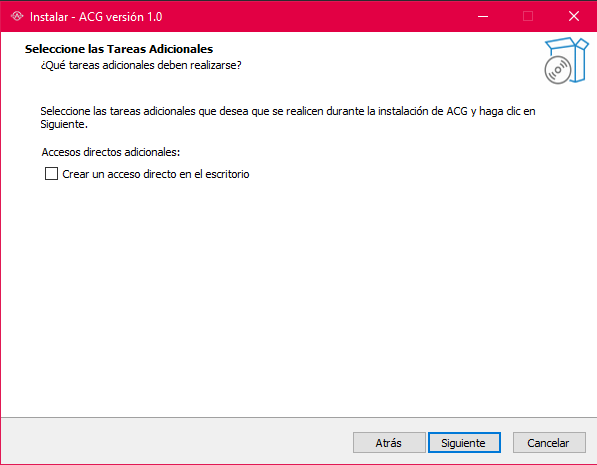 Instalar - ACG versión 1.0
Seleccione las Tareas Adicionales
¿Qué tareas adicionales deben realizarse?
Seleccione las tareas adicionales que desea que se realicen durante la instalación de ACG y haga clic en
Siguiente.
Accesos directos adicionales:
Crear un acceso directo en el escritorio
Atrás Siguiente Cancelar